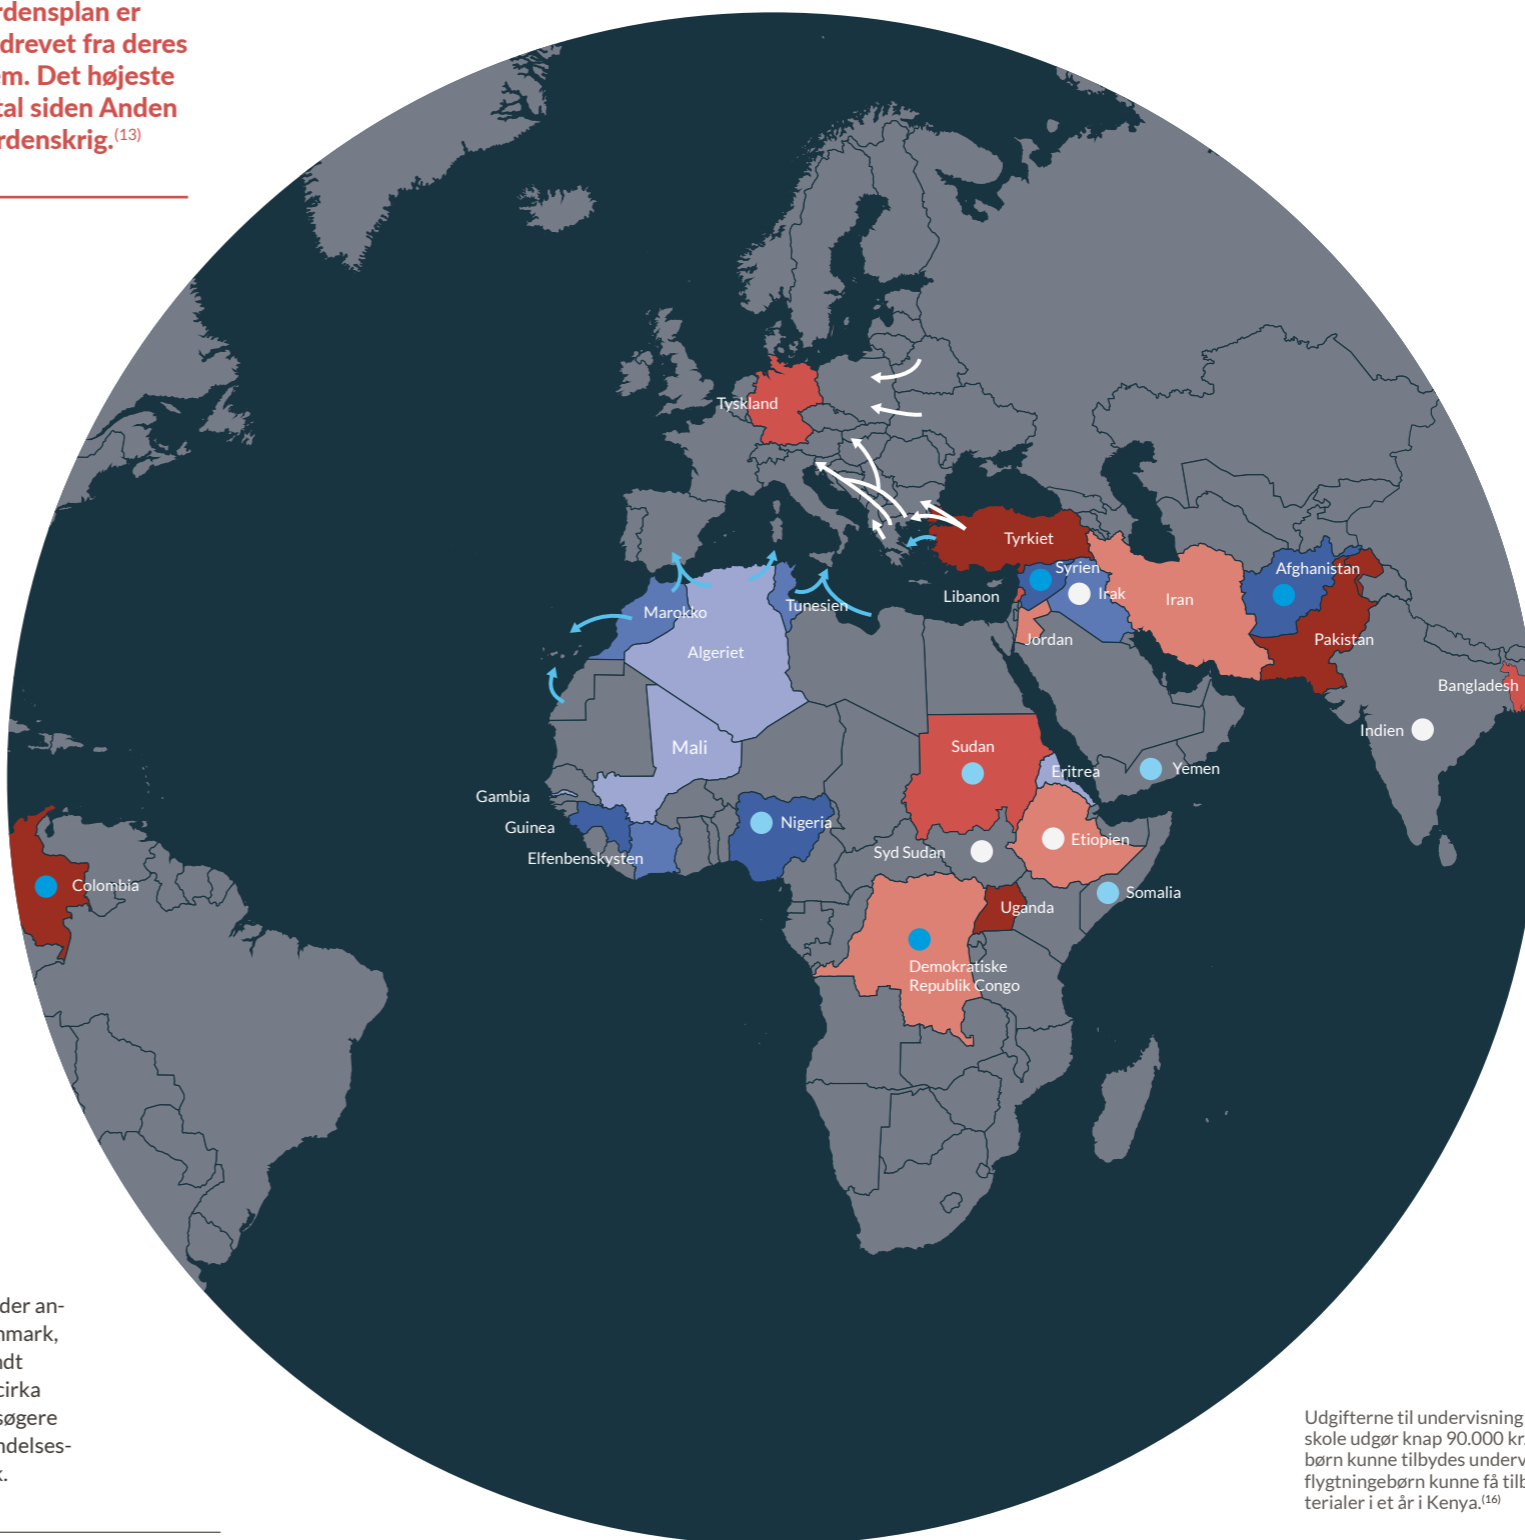 rdensplan er
drevet fra deres
em. Det højeste
tal siden Anden
rdenskrig.(13)
Tyskland
Tyrkiet
Syrien
Afghanistan
Libanon
Irak
Iran
Marokko
Tunesien
Jordan
Pakistan
Algeriet
Bangladesh
Indien
Mali
Sudan
Eritrea
Yemen
Gambia
Guinea
Nigeria
Etiopien
Elfenbenskysten
Syd Sudan
Colombia
Somalia
Uganda
Demokratiske
Republik Congo
der an-
nmark,
ndt
cirka
søgere
ndelses-
k.
Udgifterne til undervisning
skole udgør knap 90.000 kr.
børn kunne tilbydes underv
flygtningebørn kunne få tilb
terialer i et år i Kenya.(16)